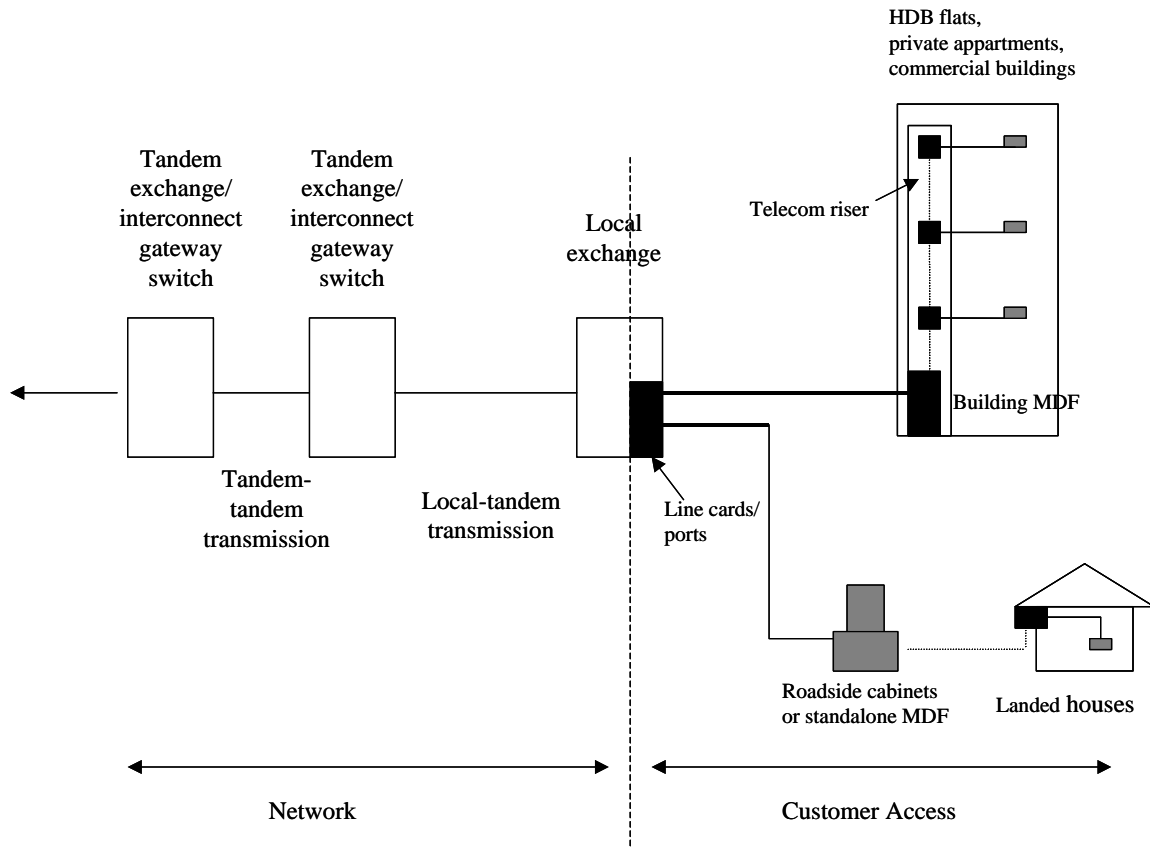 HDB flats,
private appartments,
commercial buildings
Tandem
exchange/
interconnect
gateway
switch
Tandem
exchange/
interconnect
gateway
switch
Local
exchange
Telecom riser
Building MDF
Tandem-
tandem
transmission
Local-tandem
transmission
Line cards/
ports
Roadside cabinets
or standalone MDF
Landed houses
Network
Customer Access